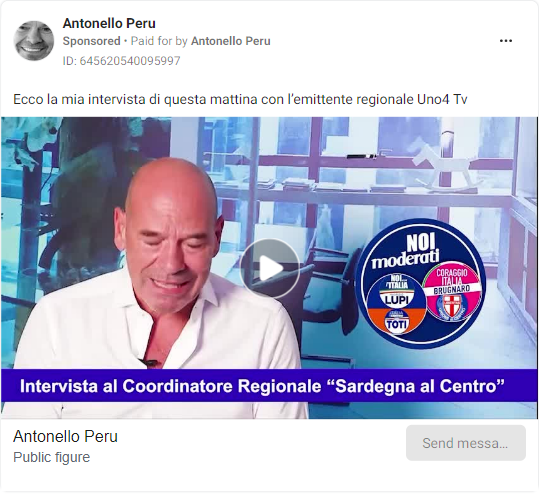 Antonello Peru
Sponsored • Paid for by Antonello Peru
ID: 645620540095997
Ecco la mia intervista di questa mattina con l'emittente regionale Uno4 Tv
NOI
moderati
NOI
L'ITALIA
LUPI
TOTI
CORAGGIO
ITALIA
BRUGNARO
Intervista al Coordinatore Regionale “Sardegna al Centro”
Antonello Peru
Public figure
Send messa...